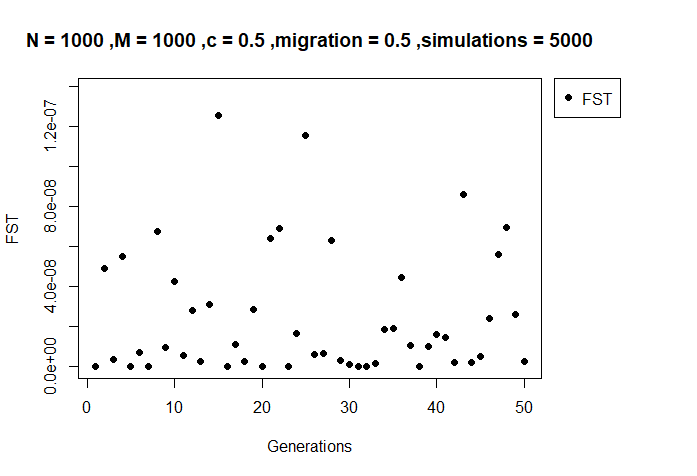 N = 1000 ,M = 1000 ,c = 0.5 ,migration = 0.5 ,simulations = 5000
FST
1.2e-07
8.0e-08
4.0e-08
0.0e+00
FST
0 10 20 30 40 50
Generations